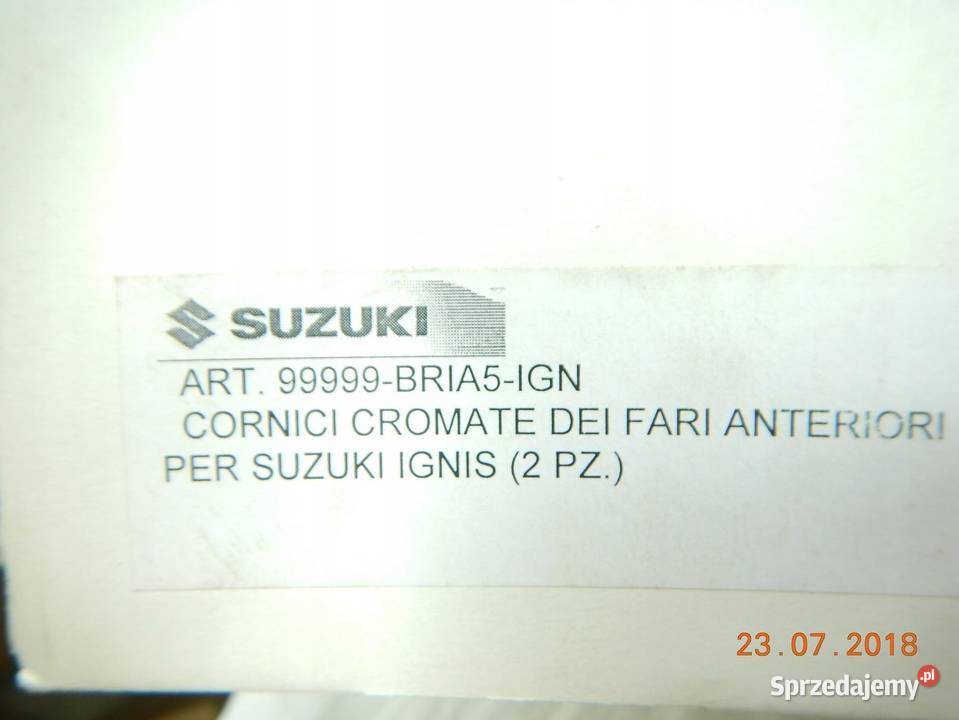 SUZUKI
ART. 99999-BRIA5-IGN
CORNICI CROMATE DEI FARI ANTERIORI
PER SUZUKI IGNIS (2 PZ.)
23.07.2018
Sprzedajemy.pl